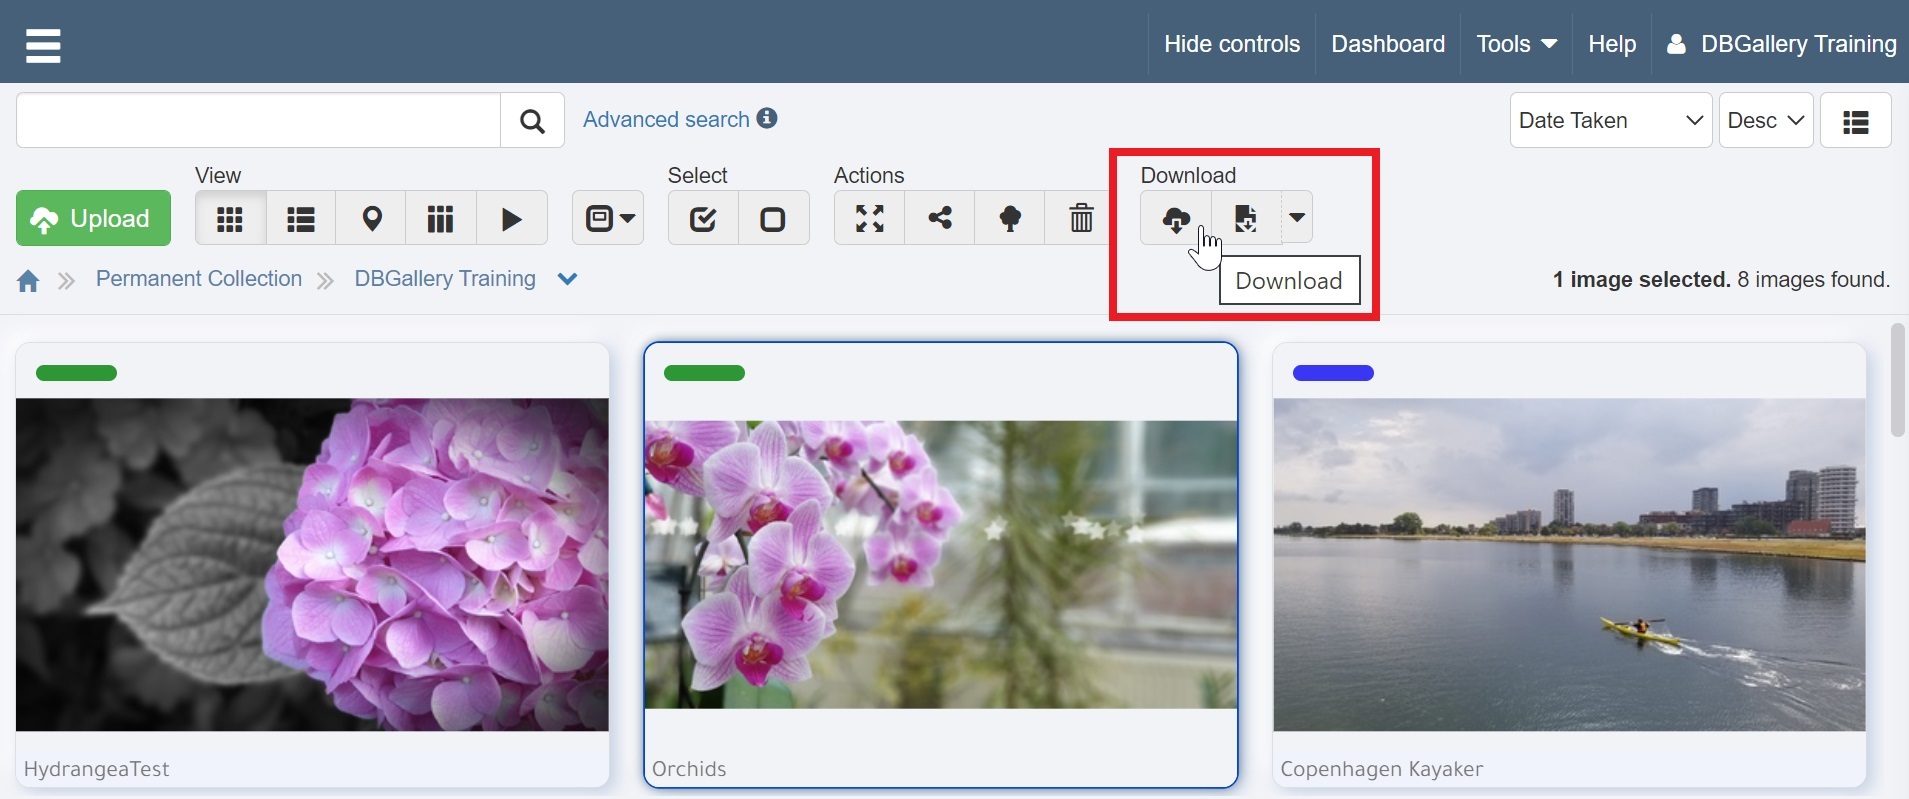 Hide controls Dashboard Tools Help DBGallery Training
Advanced search
Date Taken Desc
View Select Actions Download
Upload
Download
Permanent Collection DBGallery Training
1 image selected. 8 images found.
HydrangeaTest
Orchids
Copenhagen Kayaker